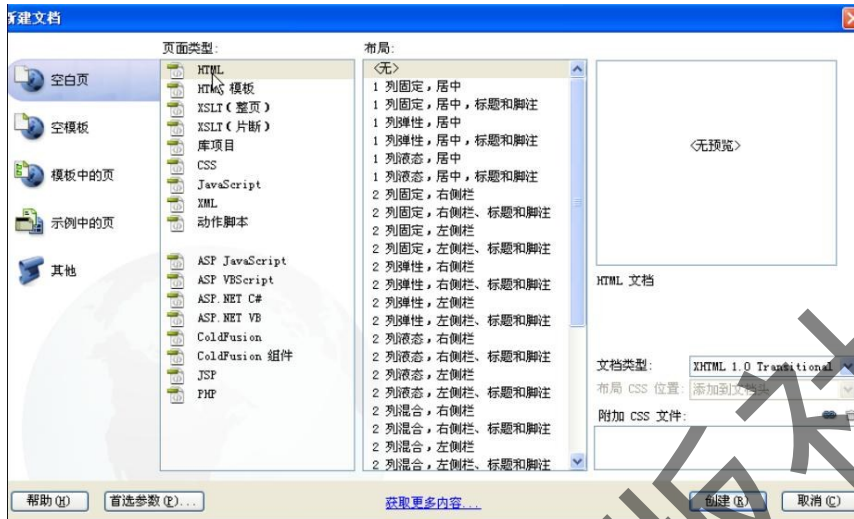 新建文档
页面类型:
布局:
空白页
空模板
模板中的页
示例中的页
其他
HTML
HTML 模板
XSLT（整页）
XSLT（片断）
库项目
CSS
JavaScript
XML
动作脚本
ASP JavaScript
ASP VBScript
ASP.NET C#
ASP.NET VB
ColdFusion
ColdFusion 组件
JSP
PHP
<无>
1 列固定，居中
1 列固定，居中，标题和脚注
1 列弹性，居中
1 列弹性，居中，标题和脚注
1 列液态，居中
1 列液态，居中，标题和脚注
2 列固定，右侧栏
2 列固定，右侧栏、标题和脚注
2 列固定，左侧栏
2 列固定，左侧栏、标题和脚注
2 列弹性，右侧栏
2 列弹性，右侧栏、标题和脚注
2 列弹性，左侧栏
2 列弹性，左侧栏、标题和脚注
2 列液态，右侧栏
2 列液态，右侧栏、标题和脚注
2 列液态，左侧栏
2 列液态，左侧栏、标题和脚注
2 列混合，右侧栏
2 列混合，右侧栏、标题和脚注
2 列混合，左侧栏
2 列混合，左侧栏、标题和脚注
<无预览>
HTML 文档
文档类型: XHTML 1.0 Transitional
布局 CSS 位置: 添加到文档头
附加 CSS 文件:
帮助(H)
首选参数(P)...
获取更多内容...
创建(R)
取消(C)
版社